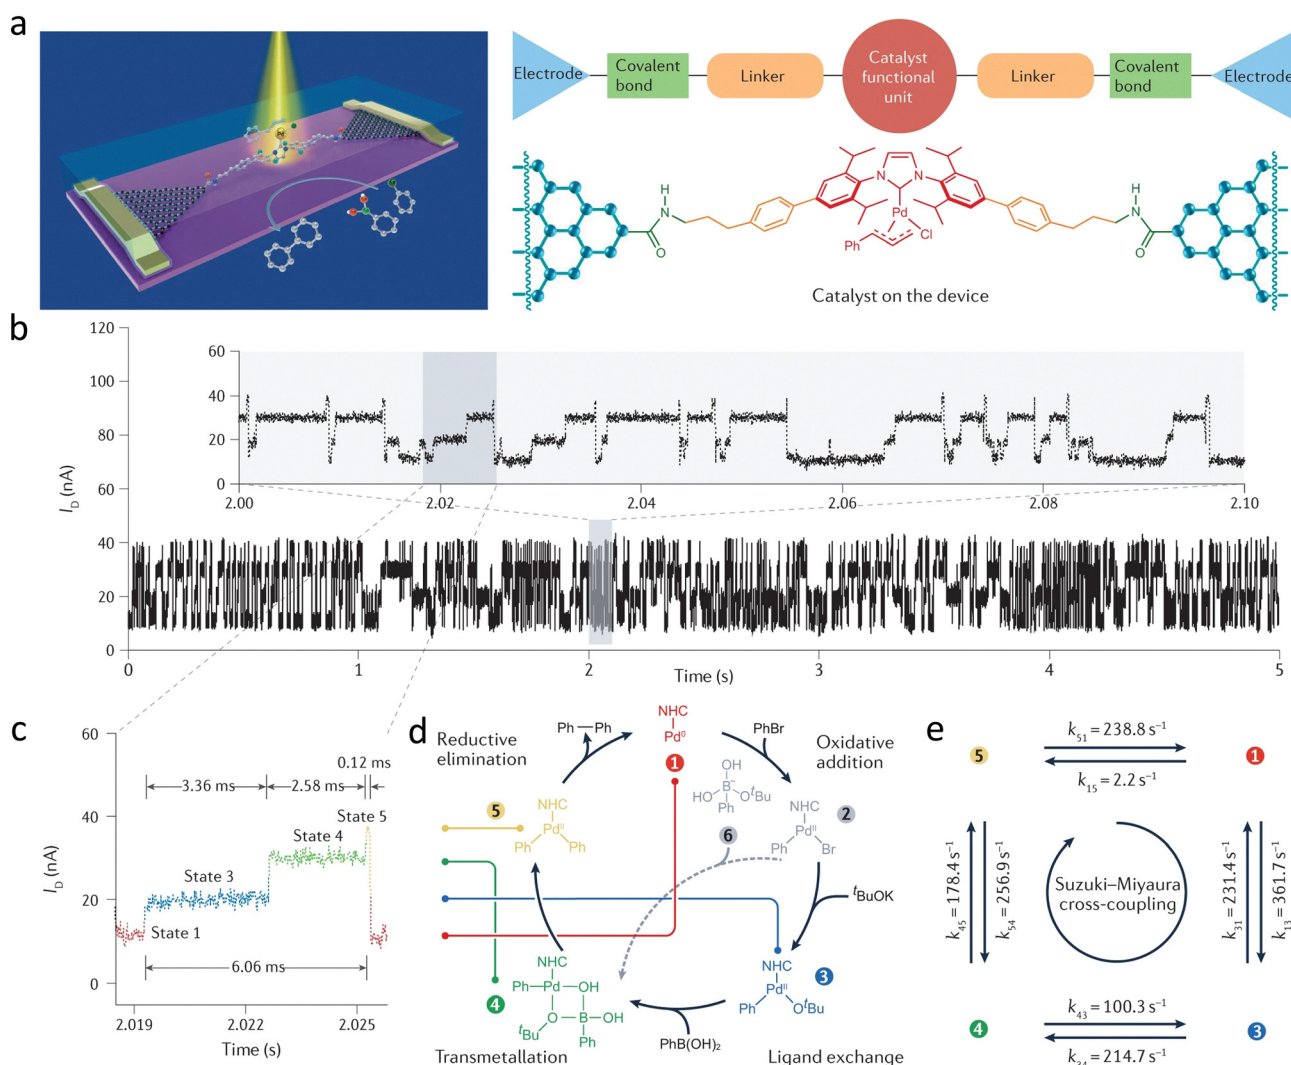 a
Electrode
Covalent
bond
Linker
Catalyst
functional
unit
Linker
Covalent
bond
Electrode
H
N
O
N
N
Pd
Cl
Ph
H
N
O
Catalyst on the device
b
120
100
80
60
40
20
0
I_D (nA)
60
40
20
0
2.00
2.02
2.04
2.06
2.08
2.10
0
1
2
3
4
5
Time (s)
c
60
40
20
0
I_D (nA)
0.12 ms
3.36 ms
2.58 ms
State 5
State 4
State 3
State 1
6.06 ms
2.019
2.022
2.025
Time (s)
d
Reductive
elimination
Ph—Ph
NHC
Pd⁰
1
PhBr
Oxidative
addition
OH
HO
B⁻
OᵗBu
Ph
6
NHC
Pdᴵᴵ
Ph
Br
2
5
NHC
Pdᴵᴵ
Ph
Ph
ᵗBuOK
NHC
Pdᴵᴵ
Ph
OᵗBu
3
PhB(OH)₂
Ligand exchange
4
NHC
Ph
Pd
OH
O
B
OH
ᵗBu
Ph
Transmetallation
e
5
k₅₁ = 238.8 s⁻¹
k₁₅ = 2.2 s⁻¹
1
k₄₅ = 178.4 s⁻¹
k₅₄ = 256.9 s⁻¹
Suzuki–Miyaura
cross-coupling
k₃₁ = 231.4 s⁻¹
k₁₃ = 361.7 s⁻¹
4
k₄₃ = 100.3 s⁻¹
k₃₄ = 214.7 s⁻¹
3